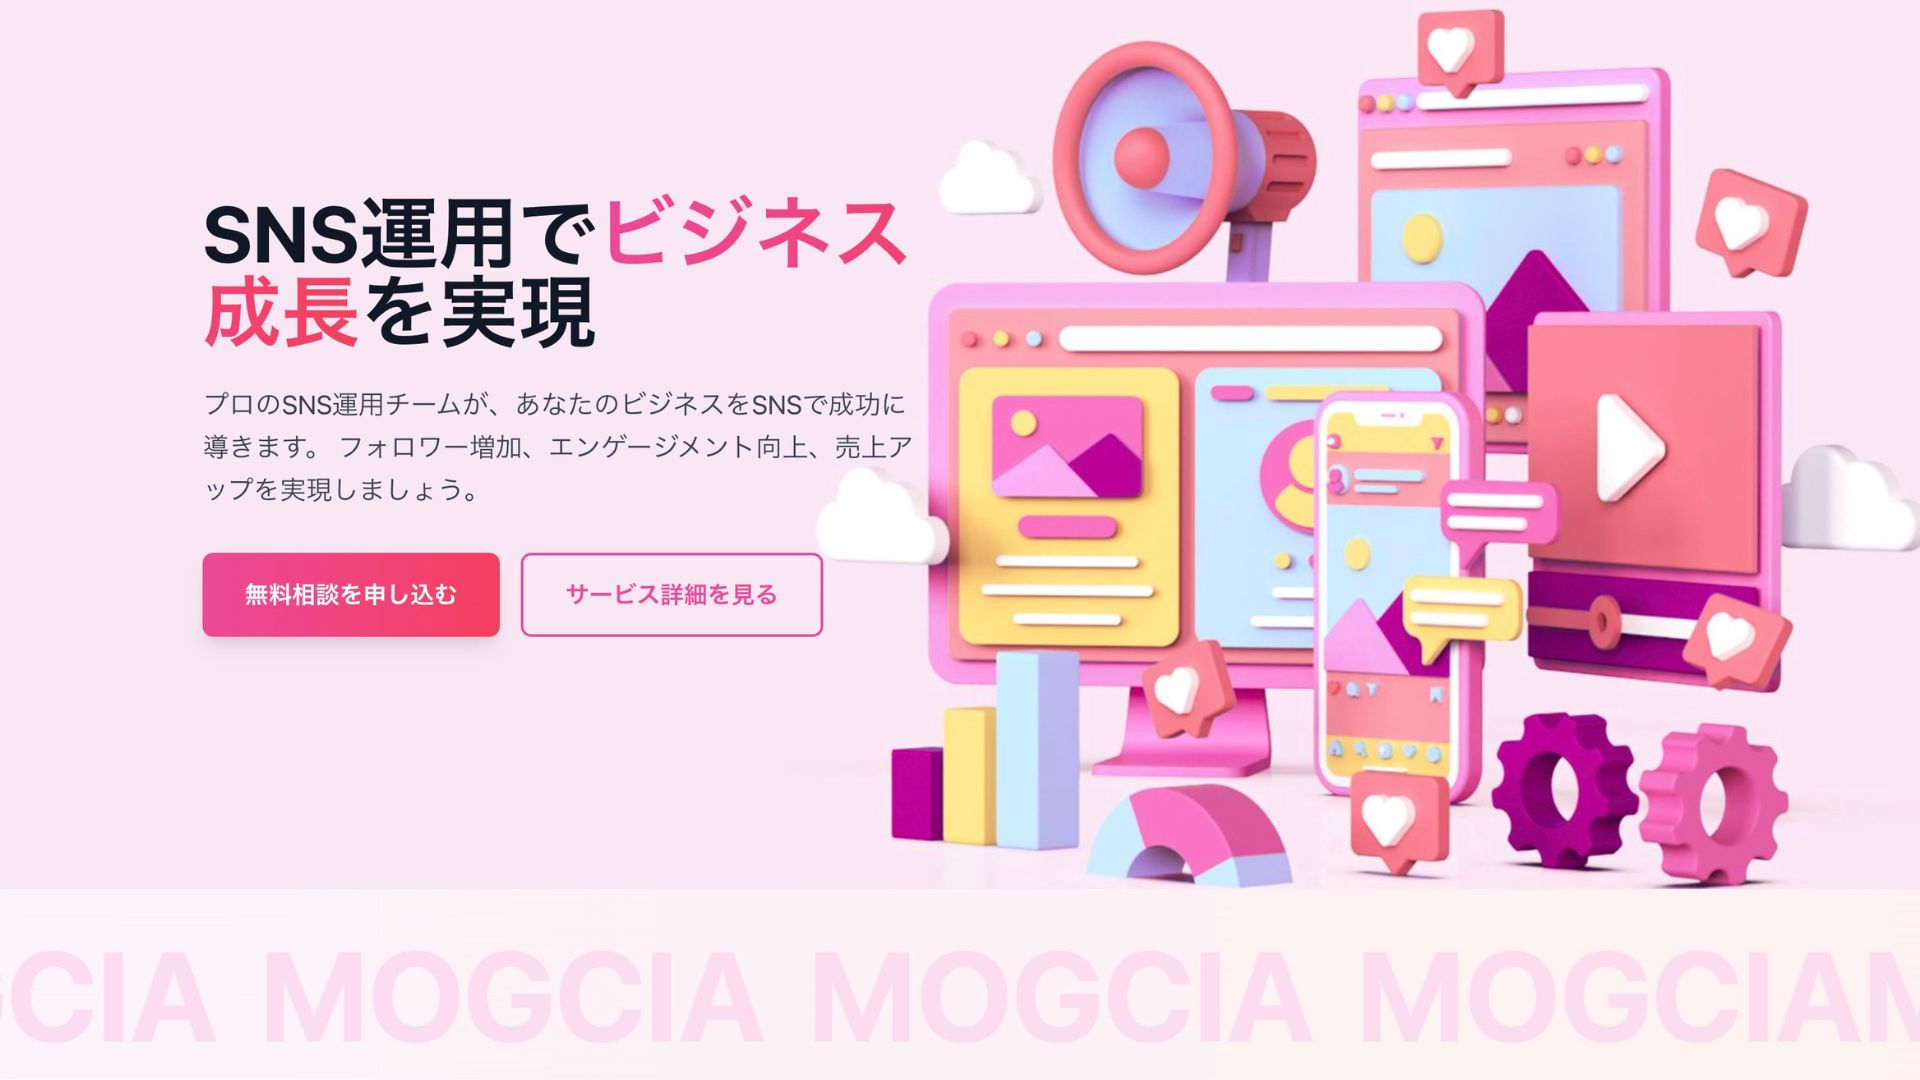 SNS運用でビジネス
成長を実現
プロのSNS運用チームが、あなたのビジネスをSNSで成功に
導きます。 フォロワー増加、エンゲージメント向上、売上ア
ップを実現しましょう。
無料相談を申し込む
サービス詳細を見る
GCIA MOGCIA MOGCIA MOGCIAM